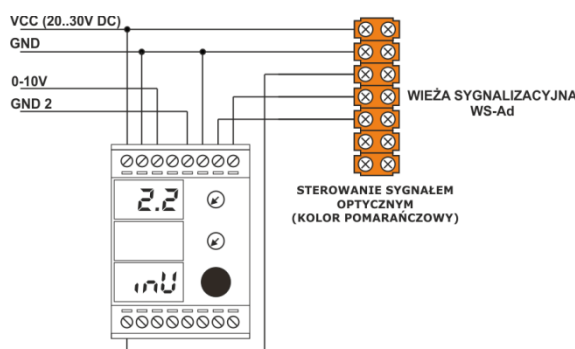 VCC (20..30V DC)
GND
0-10V
GND 2
WIEŻA SYGNALIZACYJNA
WS-Ad
STEROWANIE SYGNAŁEM
OPTYCZNYM
(KOLOR POMARAŃCZOWY)
2.2
inU